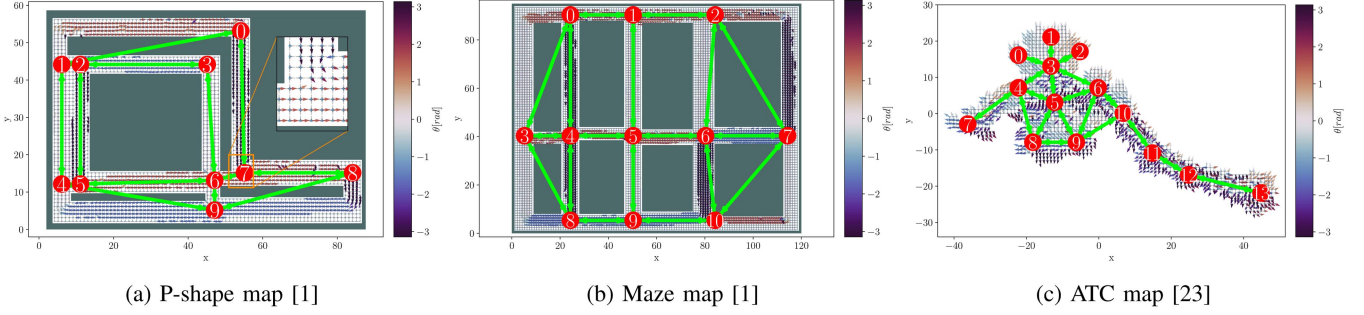 60
50
40
30
20
10
0
y
0
1 2 3
4 5 6 7 8
9
0 20 40 60 80
x
3
2
1
0
−1
−2
−3
θ[rad]
(a) P-shape map [1]
80
60
40
20
0
y
0 1 2
3 4 5 6 7
8 9 10
0 20 40 60 80 100 120
x
3
2
1
0
−1
−2
−3
θ[rad]
(b) Maze map [1]
30
20
10
0
−10
−20
−30
y
1
0 2
3
4 5 6
7 10
8 9
11
12
13
−40 −20 0 20 40
x
3
2
1
0
−1
−2
−3
θ[rad]
(c) ATC map [23]